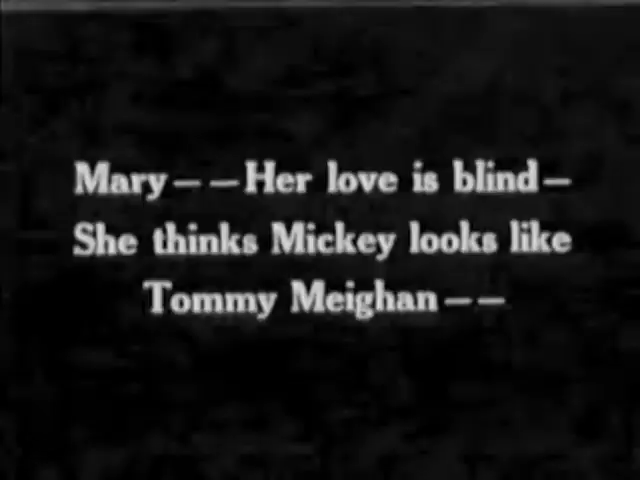 Mary – – Her love is blind –
She thinks Mickey looks like
Tommy Meighan – –